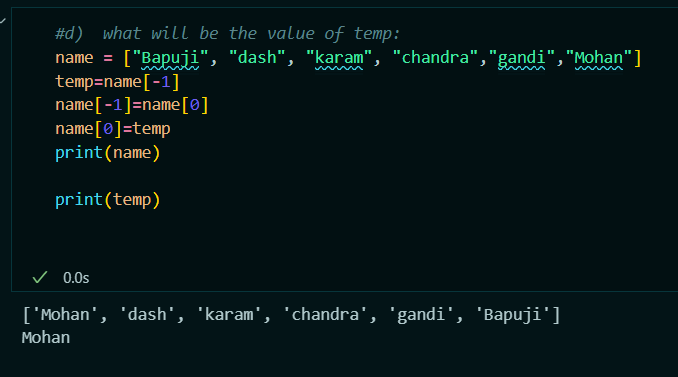 #d)  what will be the value of temp:
name = ["Bapuji", "dash", "karam", "chandra","gandi","Mohan"]
temp=name[-1]
name[-1]=name[0]
name[0]=temp
print(name)
print(temp)
0.0s
['Mohan', 'dash', 'karam', 'chandra', 'gandi', 'Bapuji']
Mohan